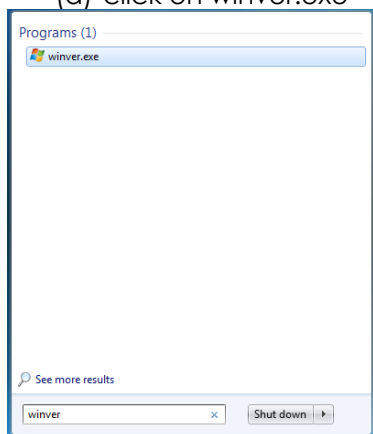 (a) Click on winver.exe
Programs (1)
winver.exe
See more results
winver
Shut down